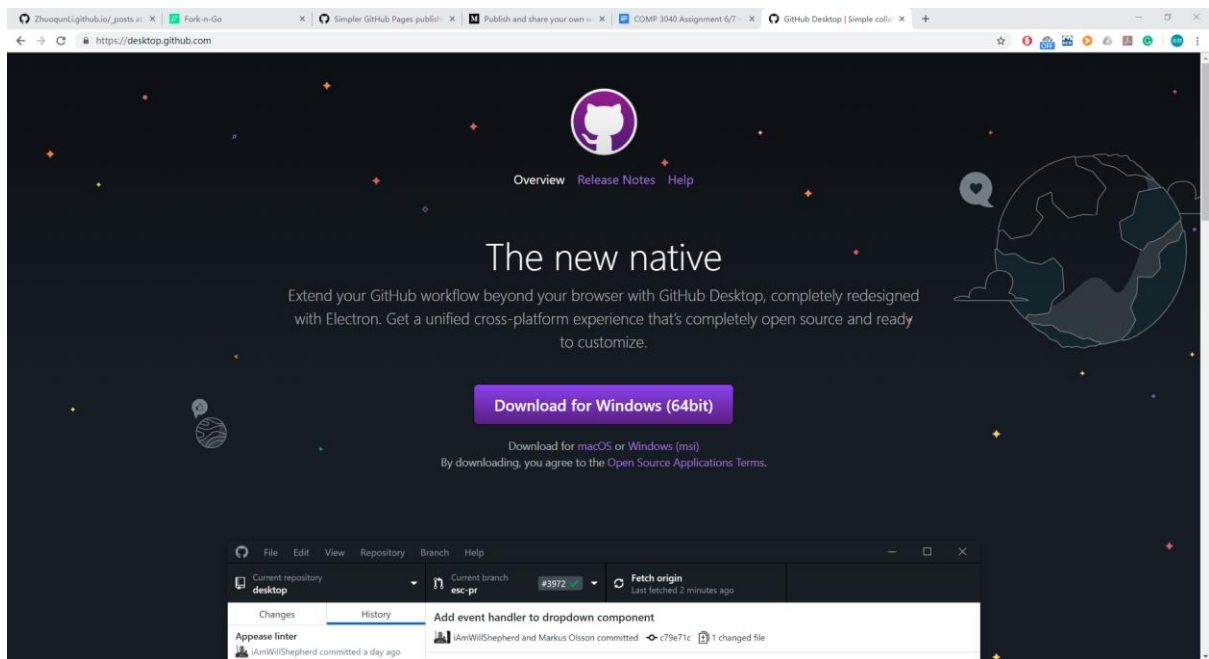 ZhuoqunLi.github.io/_posts at
Fork-n-Go
Simpler GitHub Pages publish
Publish and share your own
COMP 3040 Assignment 6/7
GitHub Desktop | Simple colla
https://desktop.github.com
OFF
Overview Release Notes Help
The new native
Extend your GitHub workflow beyond your browser with GitHub Desktop, completely redesigned
with Electron. Get a unified cross-platform experience that's completely open source and ready
to customize.
Download for Windows (64bit)
Download for macOS or Windows (msi)
By downloading, you agree to the Open Source Applications Terms.
File Edit View Repository Branch Help
Current repository
desktop
Current branch
esc-pr
#3972
Fetch origin
Last fetched 2 minutes ago
Changes History
Add event handler to dropdown component
Appease linter
iAmWillShepherd and Markus Olsson committed c79e71c 1 changed file
iAmWillShepherd committed a day ago